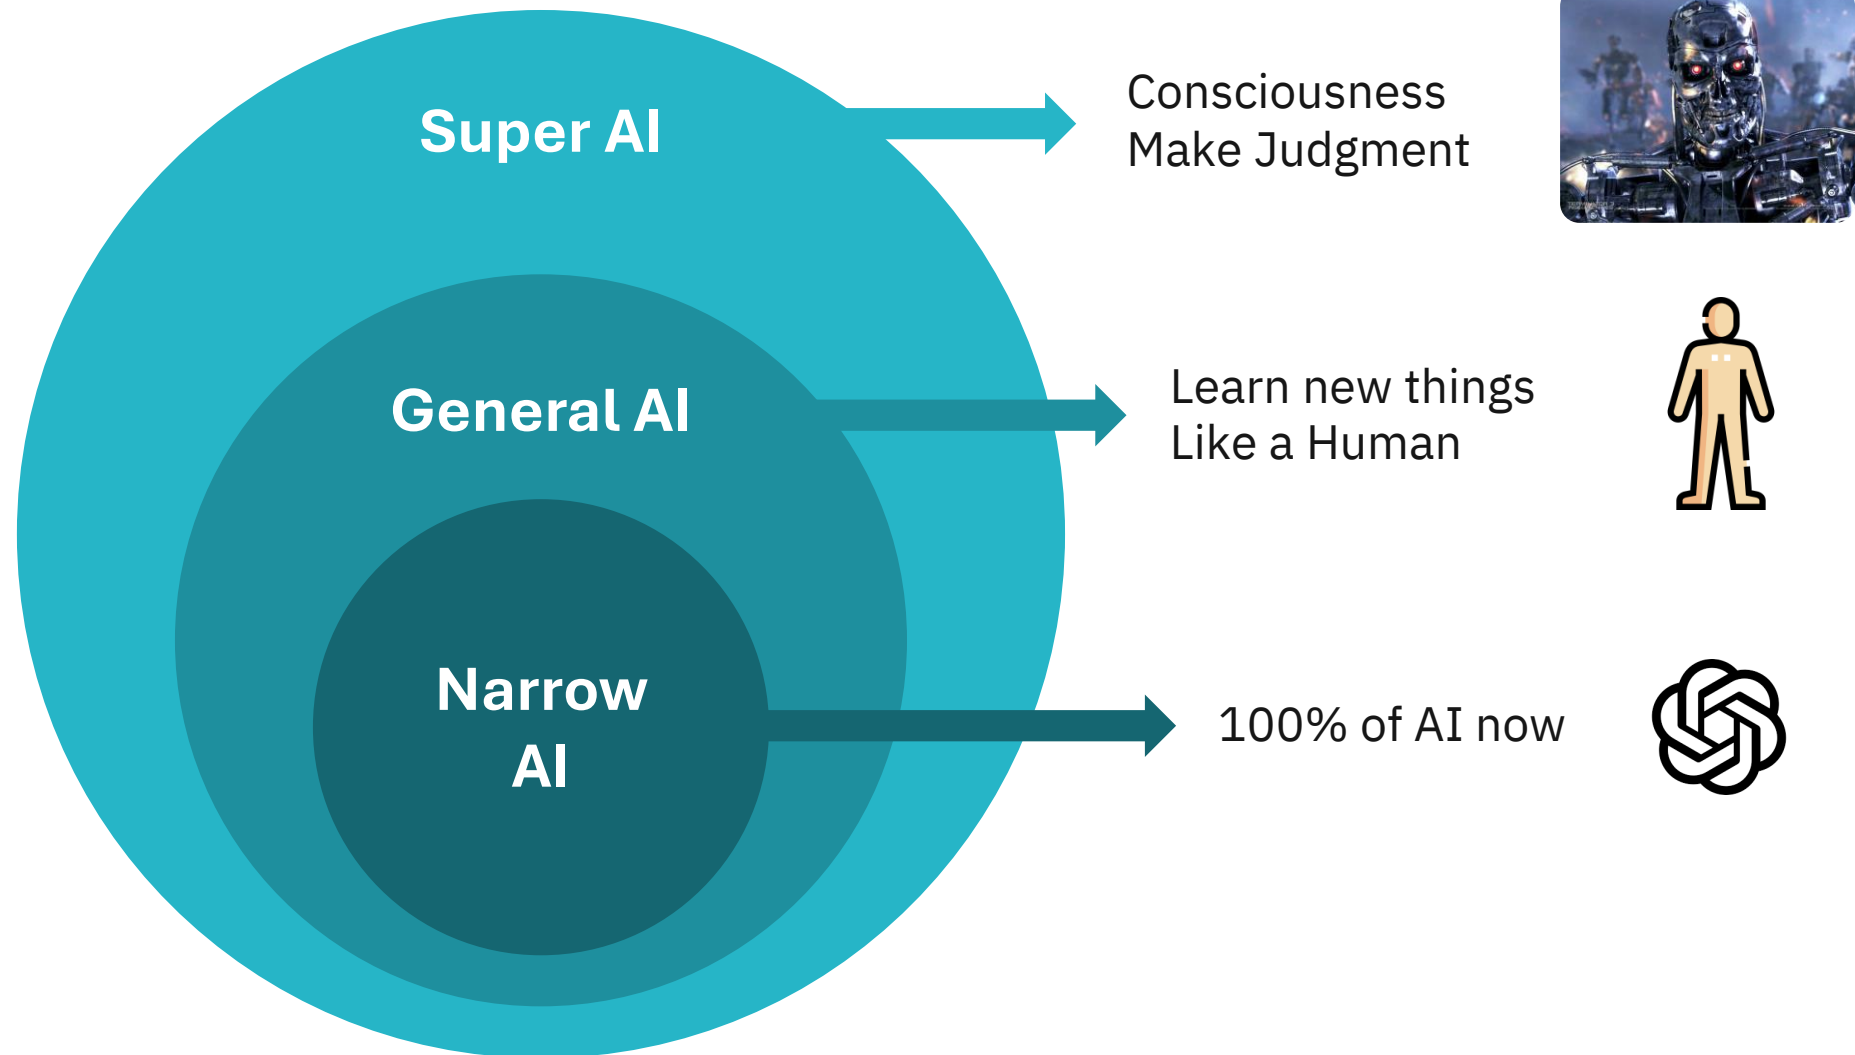 Super AI
Consciousness
Make Judgment
General AI
Learn new things
Like a Human
Narrow
AI
100% of AI now